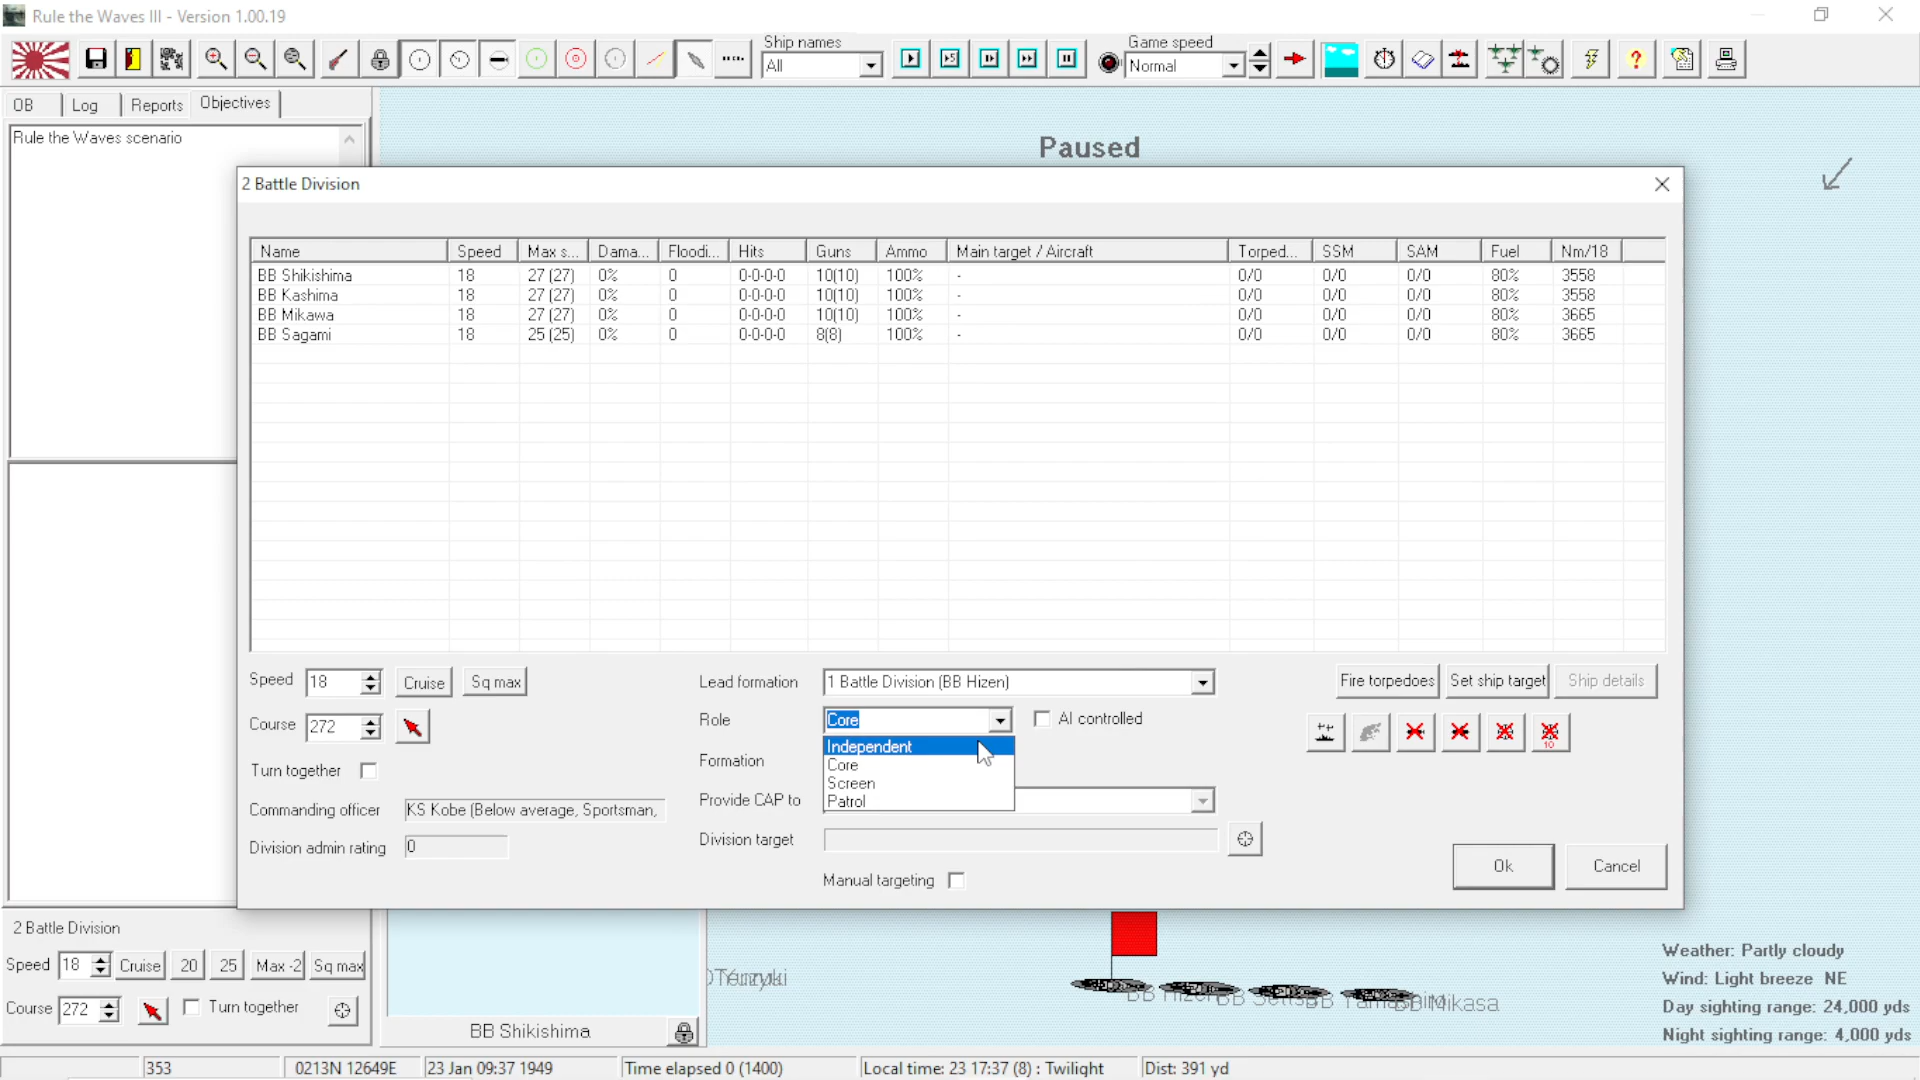 Rule the Waves III - Version 1.00.19
Ship names
All
Game speed
Normal
OB
Log
Reports
Objectives
Rule the Waves scenario
Paused
2 Battle Division
Name Speed Max s... Dama... Floodi... Hits Guns Ammo Main target / Aircraft Torped... SSM SAM Fuel Nm/18
BB Shikishima 18 27 (27) 0% 0 0-0-0-0 10(10) 100% - 0/0 0/0 0/0 80% 3558
BB Kashima 18 27 (27) 0% 0 0-0-0-0 10(10) 100% - 0/0 0/0 0/0 80% 3558
BB Mikawa 18 27 (27) 0% 0 0-0-0-0 10(10) 100% - 0/0 0/0 0/0 80% 3665
BB Sagami 18 25 (25) 0% 0 0-0-0-0 8(8) 100% - 0/0 0/0 0/0 80% 3665
Speed 18 Cruise Sq max
Course 272
Turn together
Commanding officer KS Kobe (Below average, Sportsman,
Division admin rating 0
Lead formation 1 Battle Division (BB Hizen)
Role Core AI controlled
Independent
Core
Screen
Patrol
Formation
Provide CAP to
Division target
Manual targeting
Fire torpedoes Set ship target Ship details
10
Ok Cancel
2 Battle Division
Speed 18 Cruise 20 25 Max -2 Sq max
Course 272 Turn together
BB Shikishima
BB Hizen
BB Mikasa
Weather: Partly cloudy
Wind: Light breeze NE
Day sighting range: 24,000 yds
Night sighting range: 4,000 yds
353
0213N 12649E
23 Jan 09:37 1949
Time elapsed 0 (1400)
Local time: 23 17:37 (8) : Twilight
Dist: 391 yd